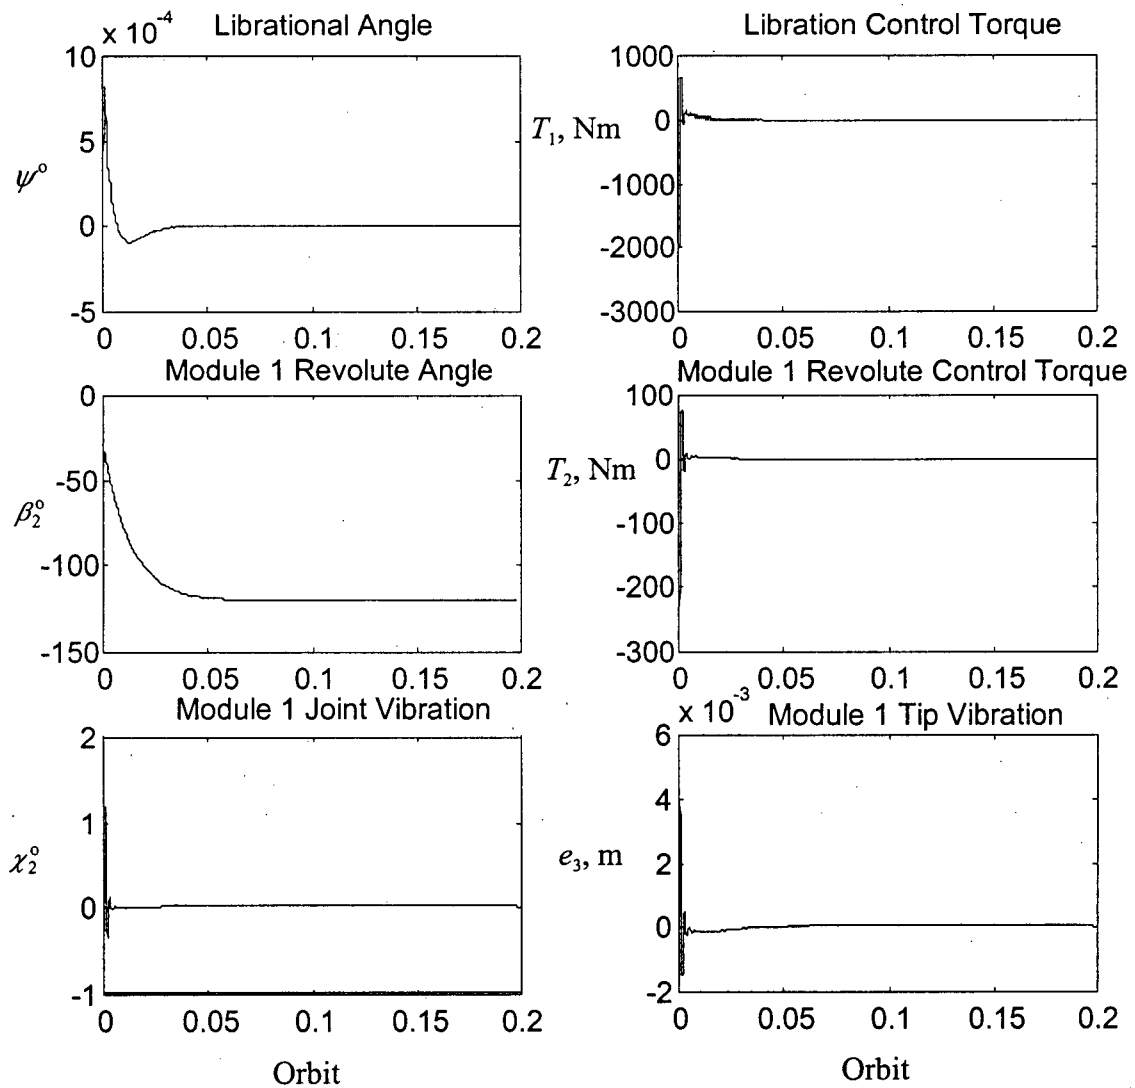 Librational Angle
x 10⁻⁴
10
5
0
-5
ψ°
0 0.05 0.1 0.15 0.2
Libration Control Torque
1000
0
-1000
-2000
-3000
T₁, Nm
0 0.05 0.1 0.15 0.2
Module 1 Revolute Angle
0
-50
-100
-150
β₂°
0 0.05 0.1 0.15 0.2
Module 1 Revolute Control Torque
100
0
-100
-200
-300
T₂, Nm
0 0.05 0.1 0.15 0.2
Module 1 Joint Vibration
2
1
0
-1
χ₂°
0 0.05 0.1 0.15 0.2
Orbit
x 10⁻³
Module 1 Tip Vibration
6
4
2
0
-2
e₃, m
0 0.05 0.1 0.15 0.2
Orbit